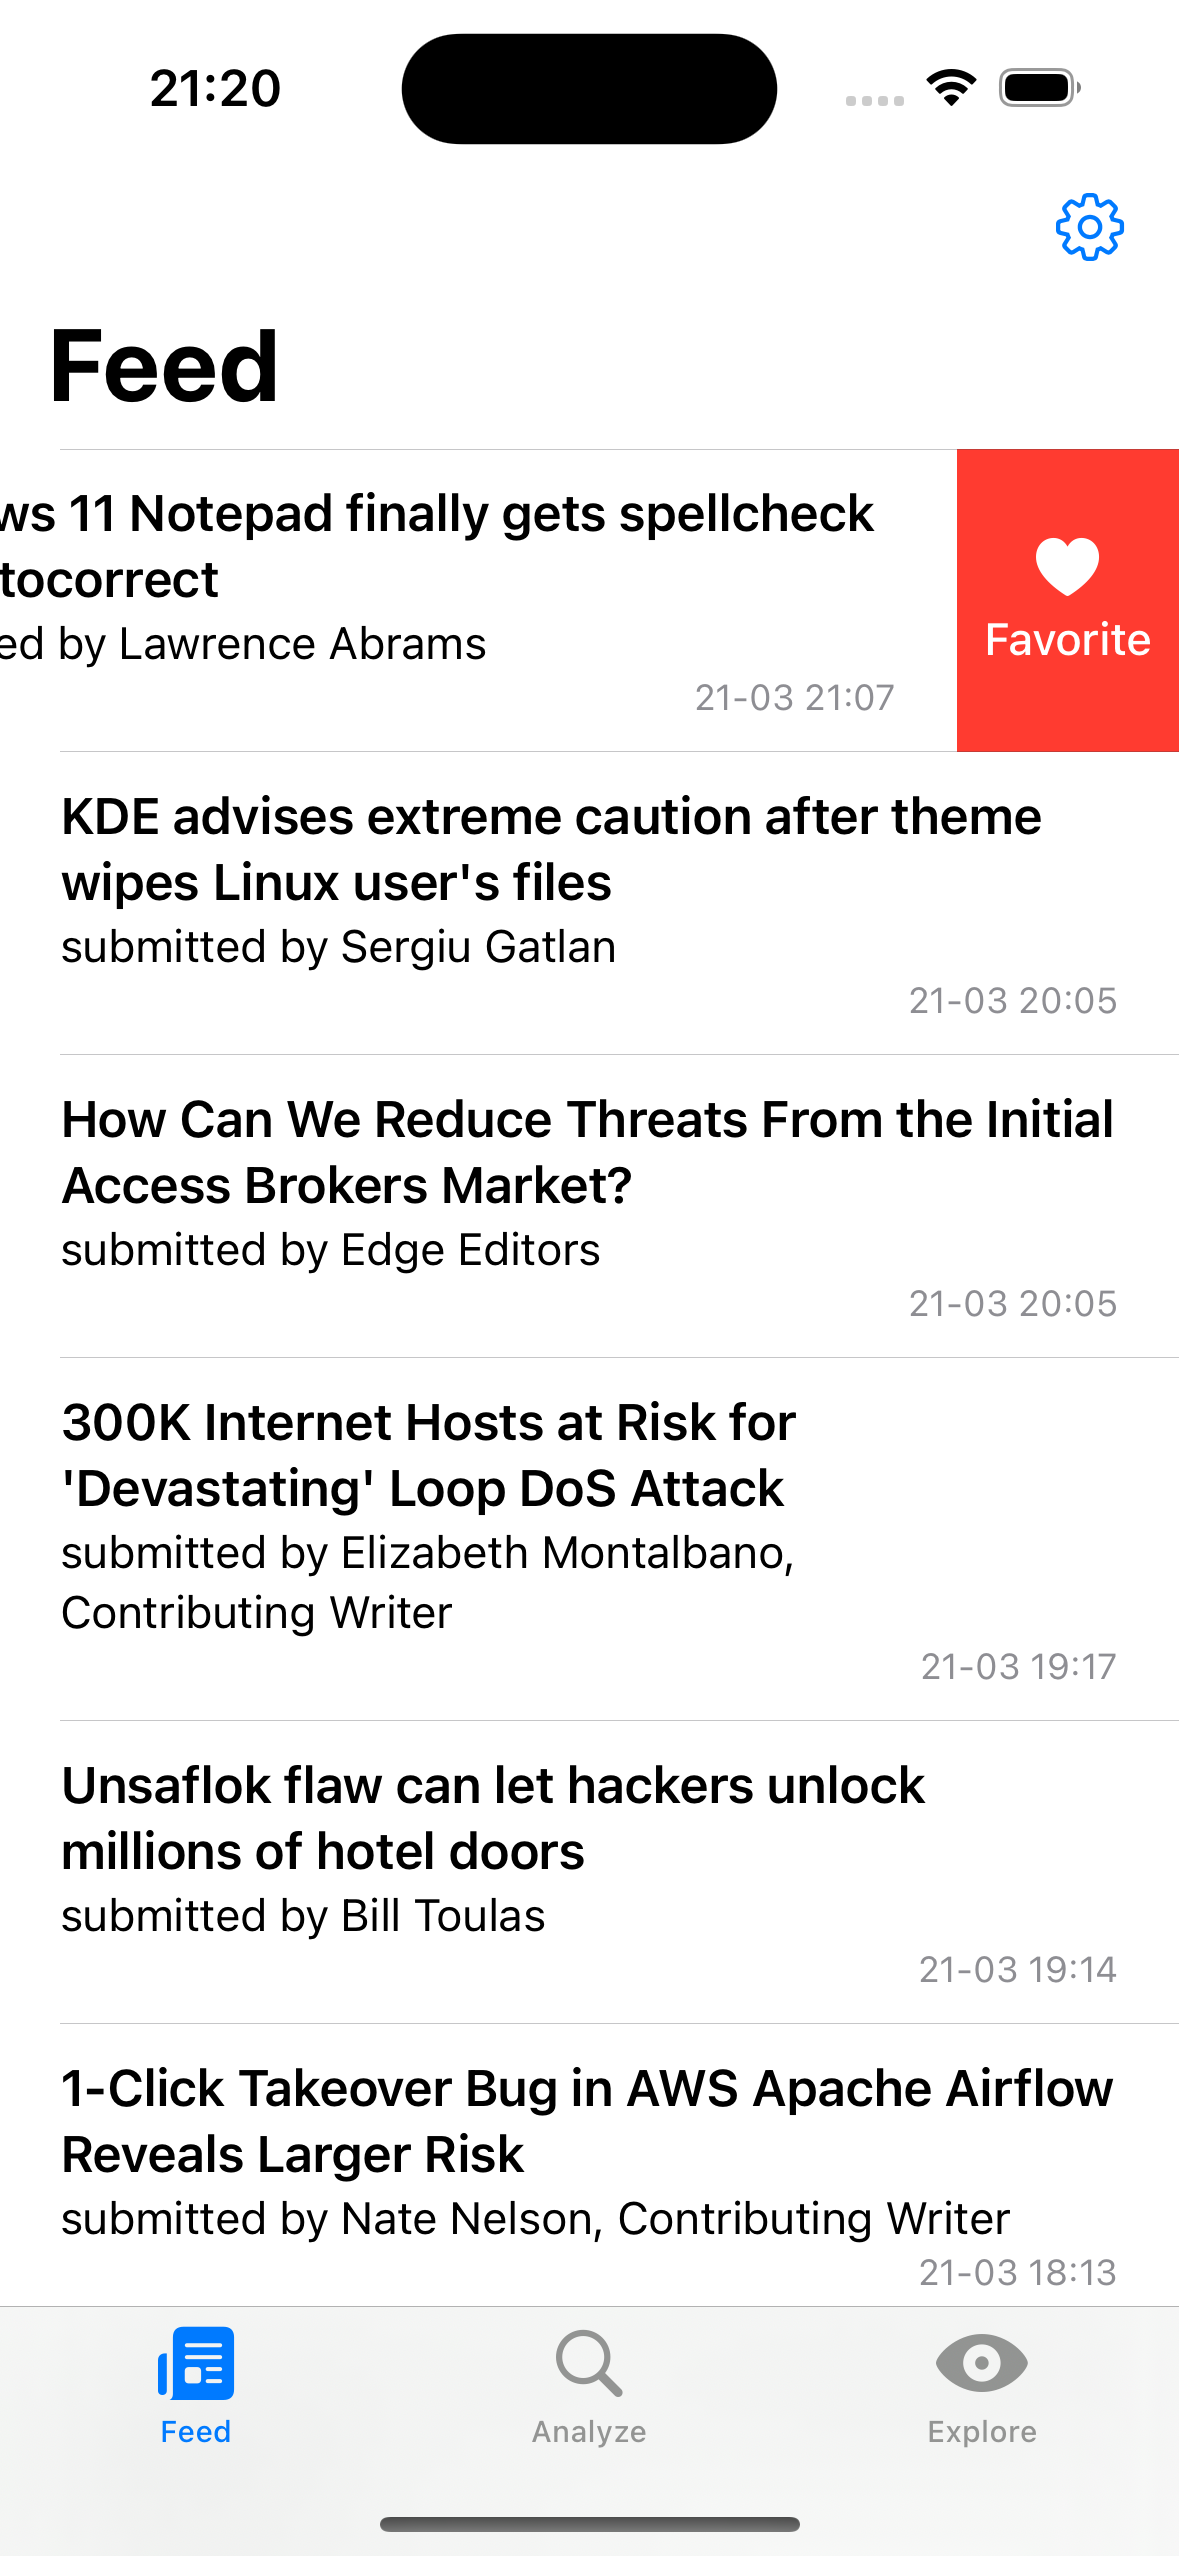 21:20
Feed
ws 11 Notepad finally gets spellcheck
tocorrect
ed by Lawrence Abrams
21-03 21:07
Favorite
KDE advises extreme caution after theme
wipes Linux user's files
submitted by Sergiu Gatlan
21-03 20:05
How Can We Reduce Threats From the Initial
Access Brokers Market?
submitted by Edge Editors
21-03 20:05
300K Internet Hosts at Risk for
'Devastating' Loop DoS Attack
submitted by Elizabeth Montalbano,
Contributing Writer
21-03 19:17
Unsaflok flaw can let hackers unlock
millions of hotel doors
submitted by Bill Toulas
21-03 19:14
1-Click Takeover Bug in AWS Apache Airflow
Reveals Larger Risk
submitted by Nate Nelson, Contributing Writer
21-03 18:13
Feed
Analyze
Explore